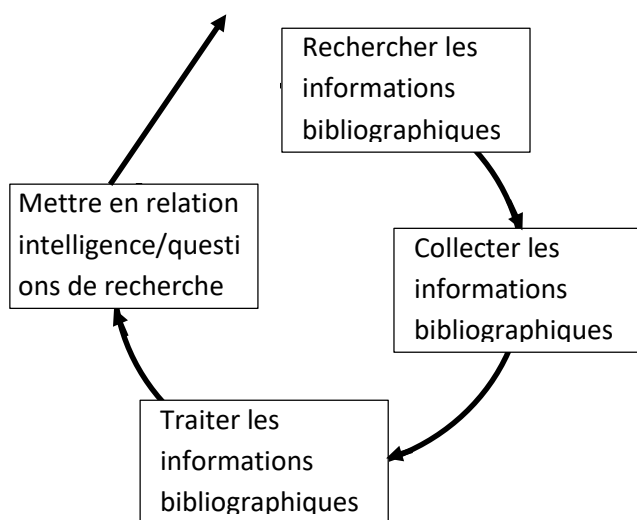 Rechercher les
informations
bibliographiques
Collecter les
informations
bibliographiques
Traiter les
informations
bibliographiques
Mettre en relation
intelligence/questi
ons de recherche